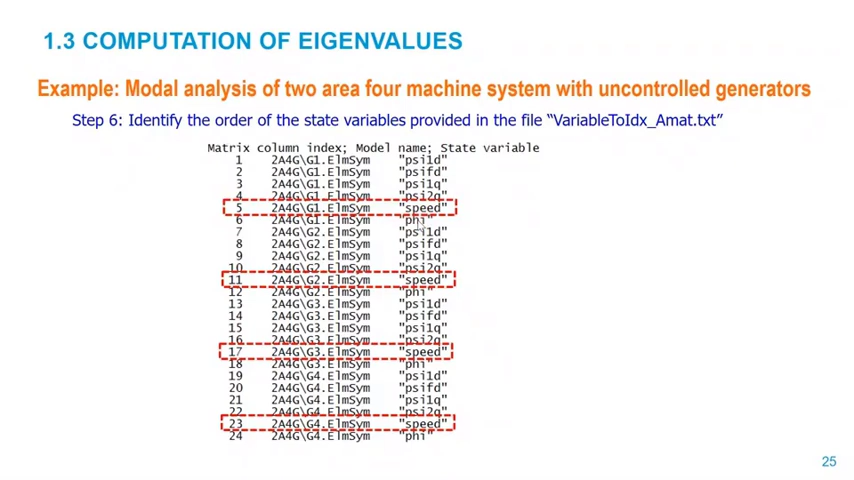 1.3 COMPUTATION OF EIGENVALUES
Example: Modal analysis of two area four machine system with uncontrolled generators
Step 6: Identify the order of the state variables provided in the file “VariableToIdx_Amat.txt”
Matrix column index; Model name; State variable
1 2A4G\G1.ElmSym "psi1d"
2 2A4G\G1.ElmSym "psifd"
3 2A4G\G1.ElmSym "psi1q"
4 2A4G\G1.ElmSym "psi2q"
5 2A4G\G1.ElmSym "speed"
6 2A4G\G1.ElmSym "phi"
7 2A4G\G2.ElmSym "psi1d"
8 2A4G\G2.ElmSym "psifd"
9 2A4G\G2.ElmSym "psi1q"
10 2A4G\G2.ElmSym "psi2q"
11 2A4G\G2.ElmSym "speed"
12 2A4G\G2.ElmSym "phi"
13 2A4G\G3.ElmSym "psi1d"
14 2A4G\G3.ElmSym "psifd"
15 2A4G\G3.ElmSym "psi1q"
16 2A4G\G3.ElmSym "psi2q"
17 2A4G\G3.ElmSym "speed"
18 2A4G\G3.ElmSym "phi"
19 2A4G\G4.ElmSym "psi1d"
20 2A4G\G4.ElmSym "psifd"
21 2A4G\G4.ElmSym "psi1q"
22 2A4G\G4.ElmSym "psi2q"
23 2A4G\G4.ElmSym "speed"
24 2A4G\G4.ElmSym "phi"
25